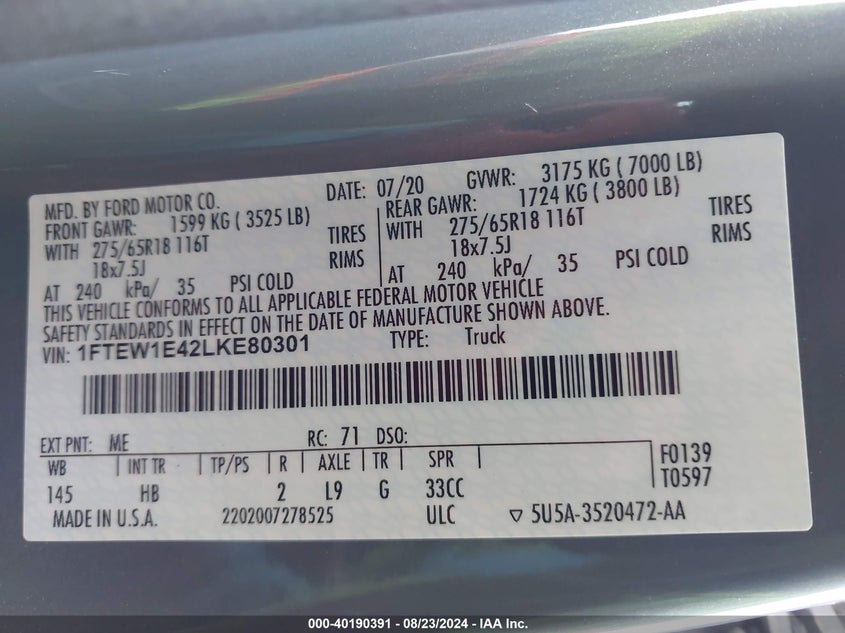 MFD. BY FORD MOTOR CO. DATE: 07/20 GVWR: 3175 KG ( 7000 LB)
FRONT GAWR: 1599 KG ( 3525 LB) REAR GAWR: 1724 KG ( 3800 LB)
WITH 275/65R18 116T TIRES WITH 275/65R18 116T TIRES
18x7.5J RIMS 18x7.5J RIMS
AT 240 kPa/ 35 PSI COLD AT 240 kPa/ 35 PSI COLD
THIS VEHICLE CONFORMS TO ALL APPLICABLE FEDERAL MOTOR VEHICLE
SAFETY STANDARDS IN EFFECT ON THE DATE OF MANUFACTURE SHOWN ABOVE.
VIN: 1FTEW1E42LKE80301 TYPE: Truck
EXT PNT: ME RC: 71 DSO: F0139
WB INT TR TP/PS R AXLE TR SPR T0597
145 HB 2 L9 G 33CC
MADE IN U.S.A. 2202007278525 ULC ▽ 5U5A-3520472-AA
000-40190391 - 08/23/2024 - IAA Inc.